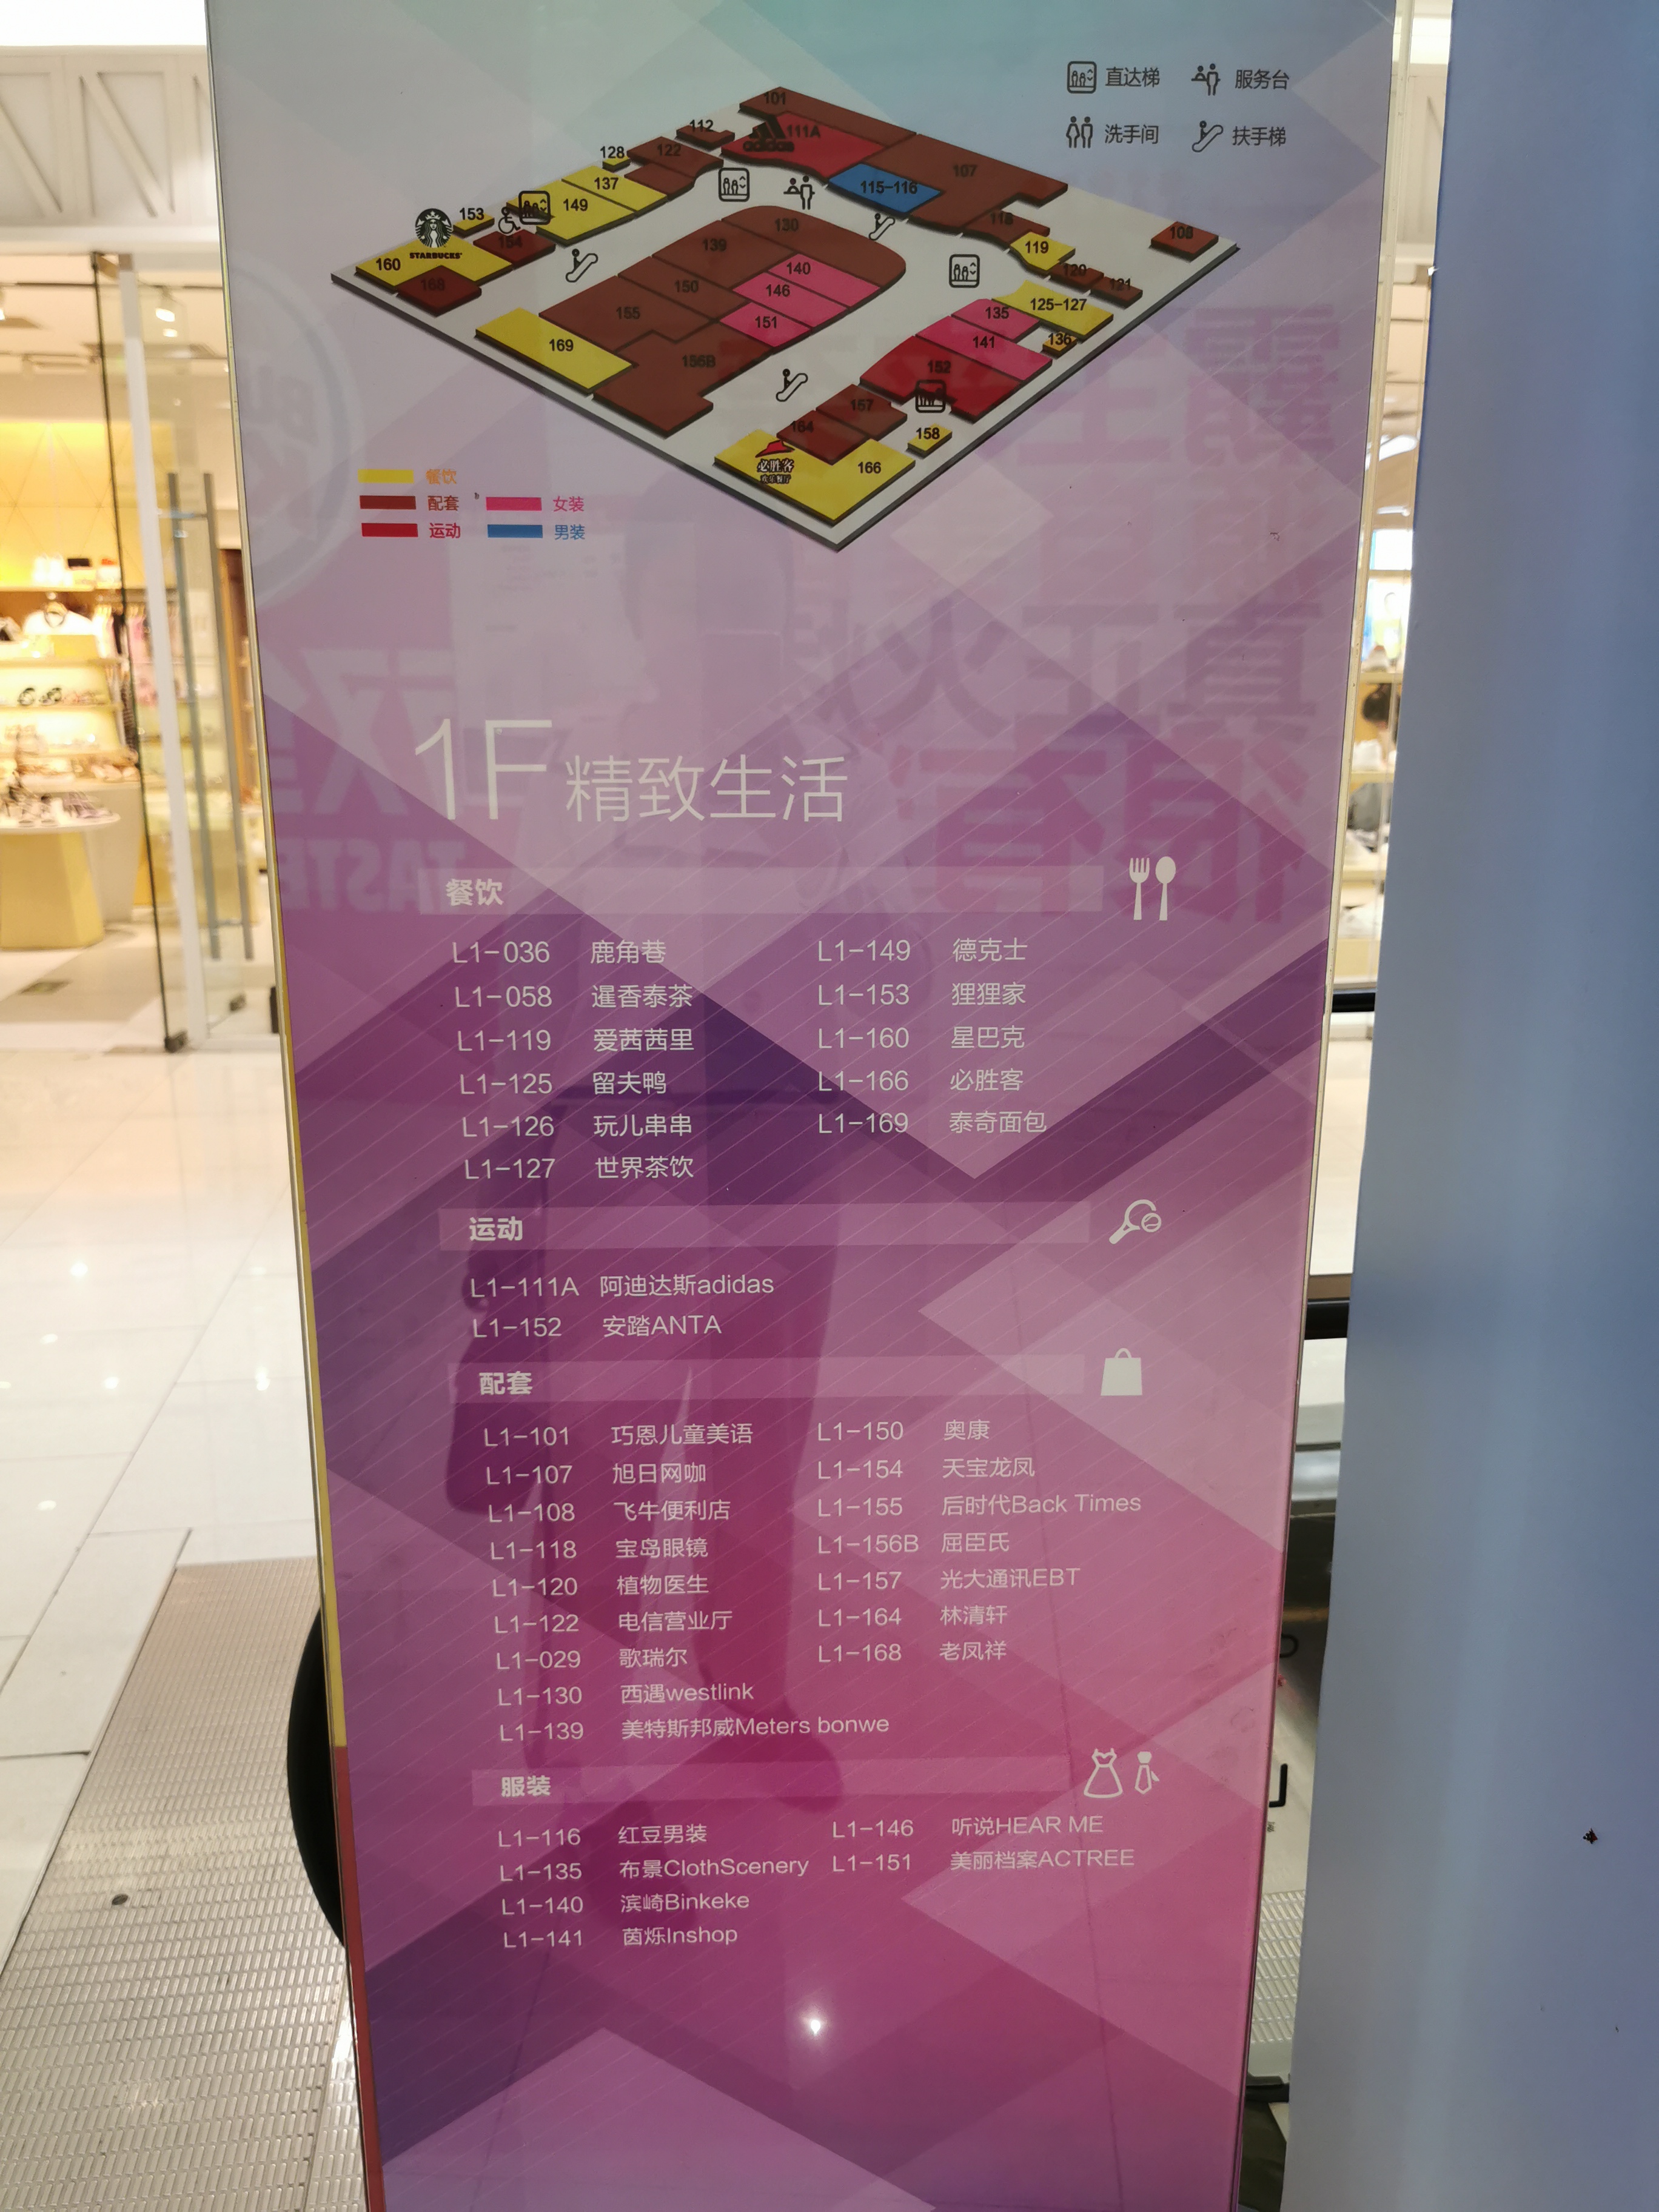 直达梯 服务台
洗手间 扶手梯
101
112
111A
adidas
128
122
107
137
115-116
149
153
130
118
108
STARBUCKS
154
139
119
160
140
120
168
150
146
121
125-127
155
151
135
169
141
136
156B
152
157
164
158
必胜客
欢乐餐厅
166
餐饮
配套 女装
运动 男装
1F 精致生活
餐饮
L1-036 鹿角巷 L1-149 德克士
L1-058 暹香泰茶 L1-153 狸狸家
L1-119 爱茜茜里 L1-160 星巴克
L1-125 留夫鸭 L1-166 必胜客
L1-126 玩儿串串 L1-169 泰奇面包
L1-127 世界茶饮
运动
L1-111A 阿迪达斯adidas
L1-152 安踏ANTA
配套
L1-101 巧恩儿童美语 L1-150 奥康
L1-107 旭日网咖 L1-154 天宝龙凤
L1-108 飞牛便利店 L1-155 后时代Back Times
L1-118 宝岛眼镜 L1-156B 屈臣氏
L1-120 植物医生 L1-157 光大通讯EBT
L1-122 电信营业厅 L1-164 林清轩
L1-029 歌瑞尔 L1-168 老凤祥
L1-130 西遇westlink
L1-139 美特斯邦威Meters bonwe
服装
L1-116 红豆男装 L1-146 听说HEAR ME
L1-135 布景ClothScenery L1-151 美丽档案ACTREE
L1-140 滨崎Binkeke
L1-141 茵烁Inshop